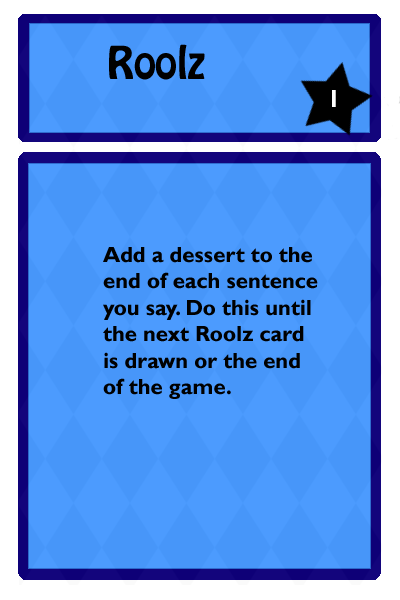 Roolz
1
Add a dessert to the
end of each sentence
you say. Do this until
the next Roolz card
is drawn or the end
of the game.